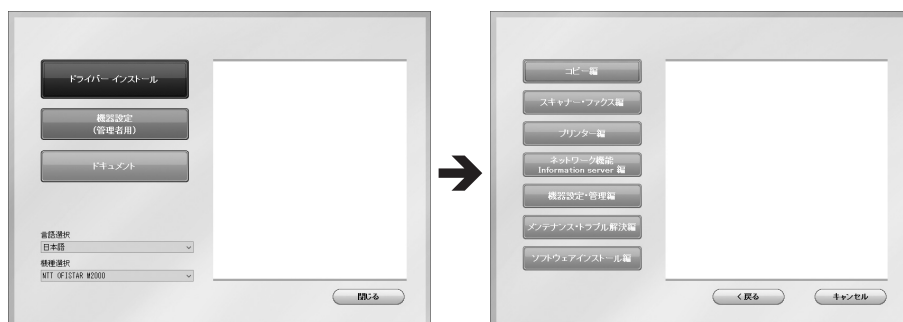 ドライバー インストール
機器設定
(管理者用)
ドキュメント
言語選択
日本語
機種選択
NTT OFISTAR M2000
閉じる
コピー編
スキャナー・ファクス編
プリンター編
ネットワーク機能
Information server 編
機器設定・管理編
メンテナンス・トラブル解決編
ソフトウェアインストール編
< 戻る
キャンセル